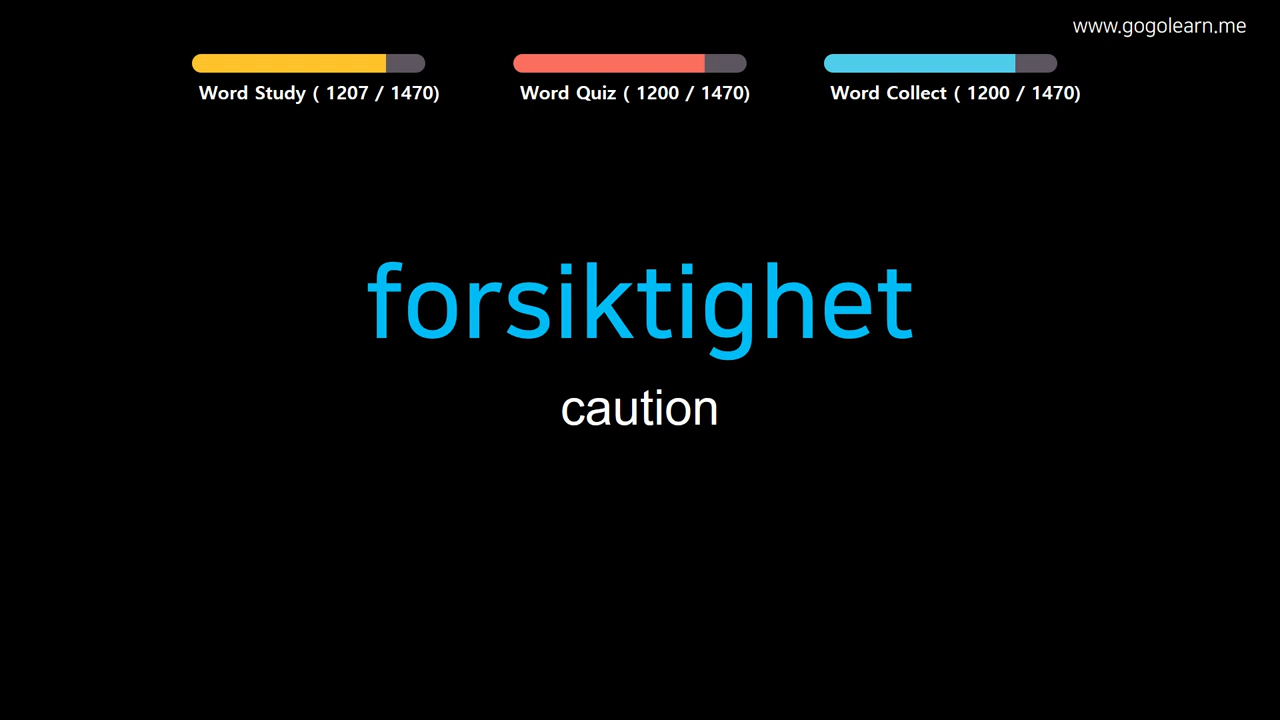 www.gogolearn.me
Word Study ( 1207 / 1470)
Word Quiz ( 1200 / 1470)
Word Collect ( 1200 / 1470)
forsiktighet
caution